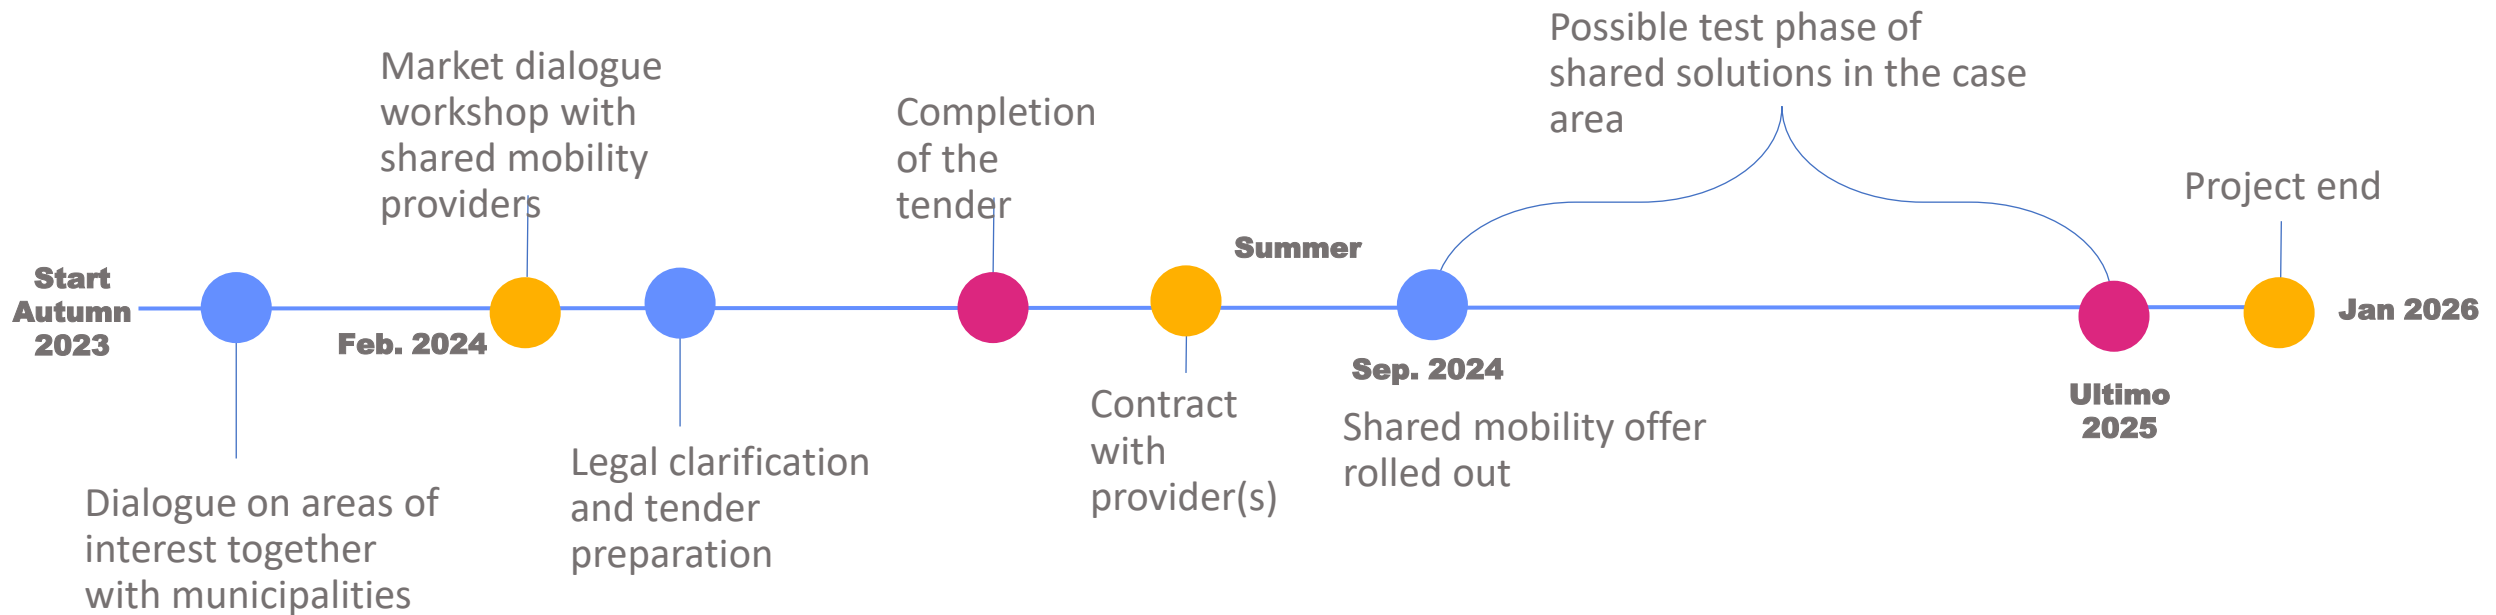 Start
Autumn
2023
Dialogue on areas of
interest together
with municipalities
Market dialogue
workshop with
shared mobility
providers
Feb. 2024
Legal clarification
and tender
preparation
Completion
of the
tender
Summer
Contract
with
provider(s)
Sep. 2024
Shared mobility offer
rolled out
Possible test phase of
shared solutions in the case
area
Ultimo
2025
Project end
Jan 2026